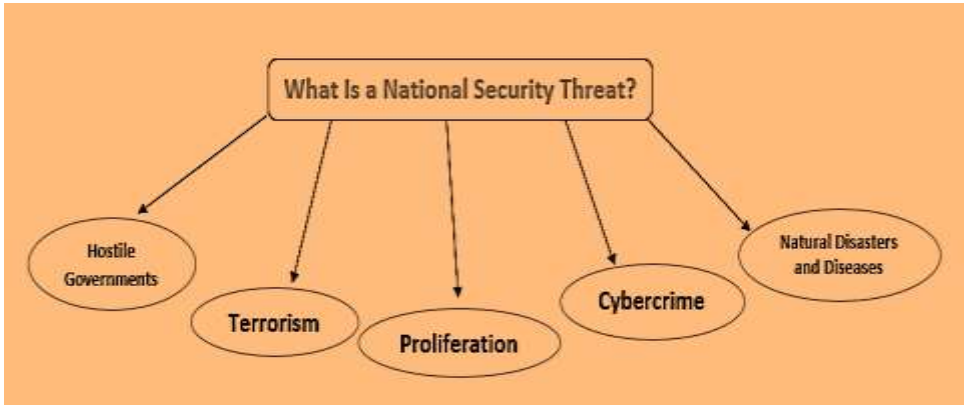 What Is a National Security Threat?
Hostile
Governments
Terrorism
Proliferation
Cybercrime
Natural Disasters
and Diseases